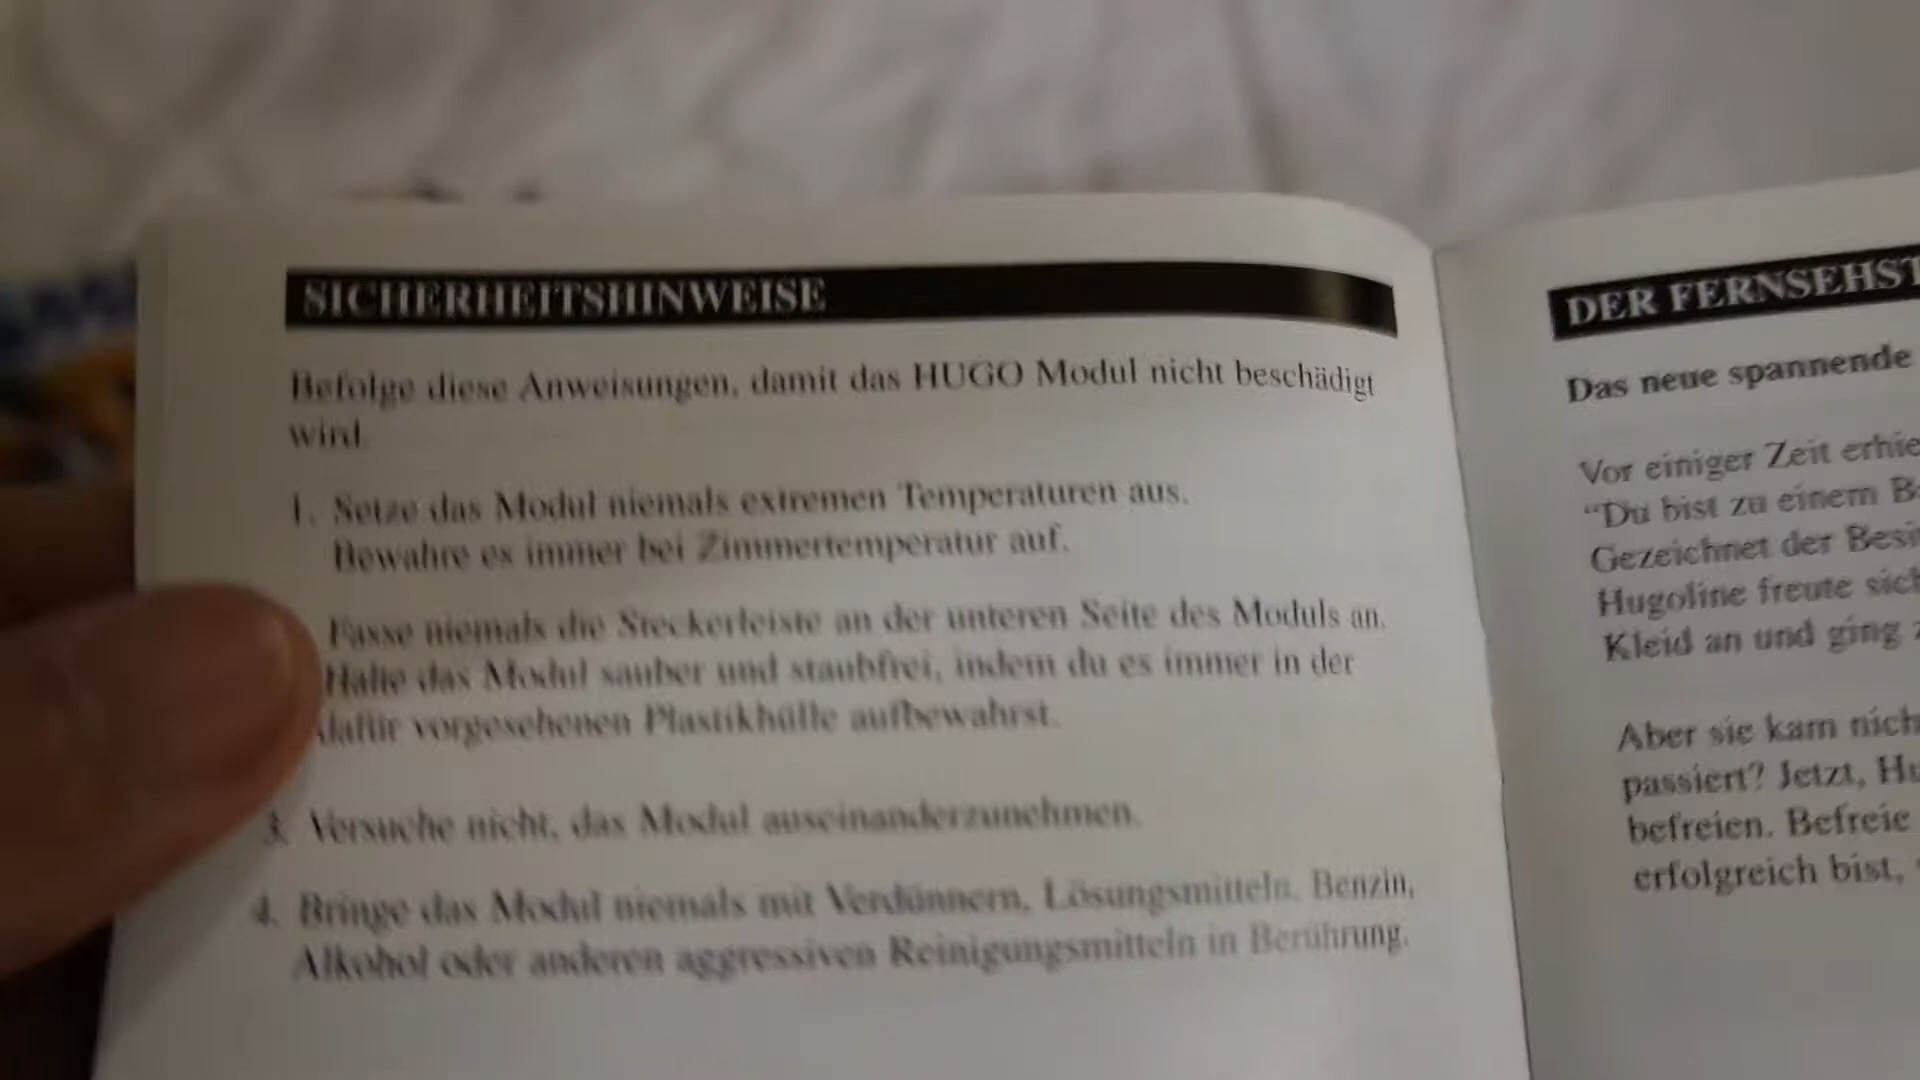 SICHERHEITSHINWEISE
Befolge diese Anweisungen, damit das HUGO Modul nicht beschädigt
wird.
1. Setze das Modul niemals extremen Temperaturen aus.
Bewahre es immer bei Zimmertemperatur auf.
Fasse niemals die Steckerleiste an der unteren Seite des Moduls an.
Halte das Modul sauber und staubfrei, indem du es immer in der
dafür vorgesehenen Plastikhülle aufbewahrst.
3. Versuche nicht, das Modul auseinanderzunehmen.
4. Bringe das Modul niemals mit Verdünnern, Lösungsmitteln, Benzin,
Alkohol oder anderen aggressiven Reinigungsmitteln in Berührung.
DER FERNSEHST
Das neue spannende
Vor einiger Zeit erhie
“Du bist zu einem B
Gezeichnet der Besi
Hugoline freute sich
Kleid an und ging z
Aber sie kam nich
passiert? Jetzt, Hu
befreien. Befreie
erfolgreich bist,